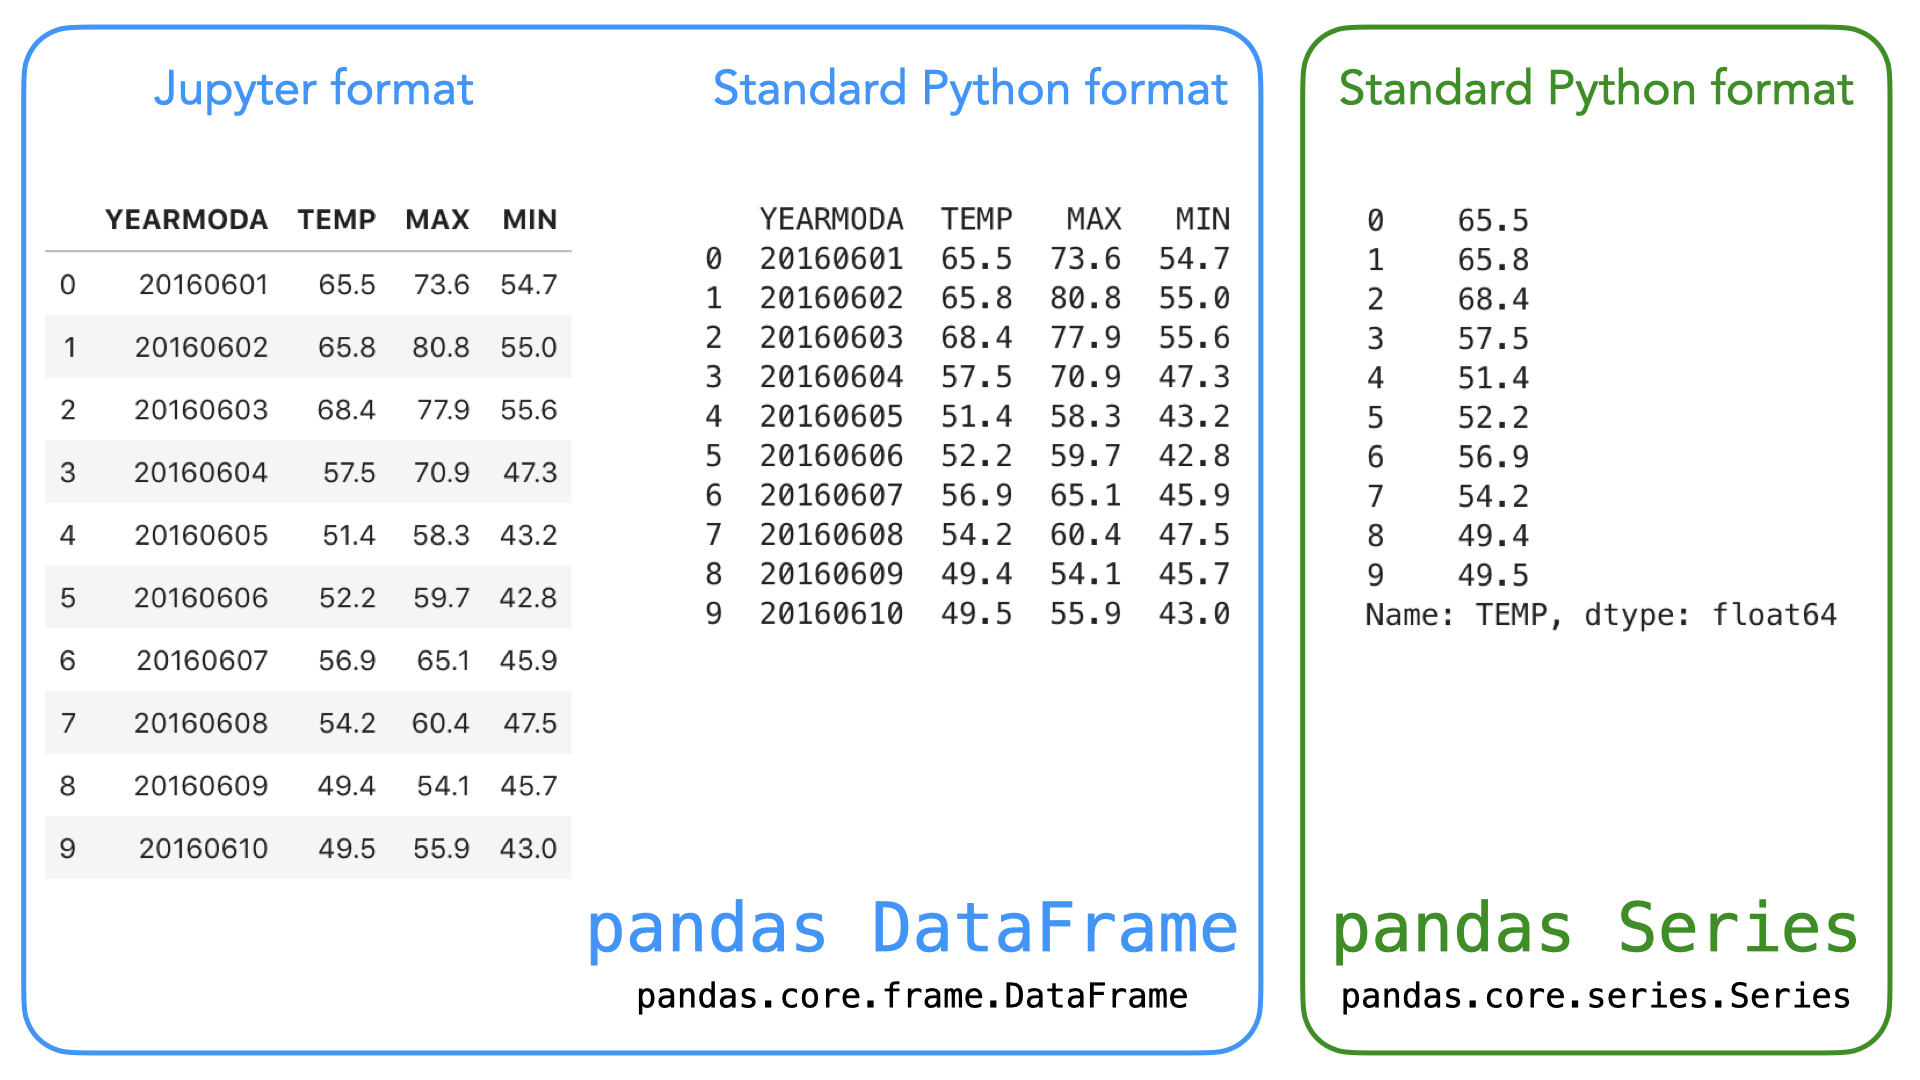 Jupyter format
YEARMODA TEMP MAX MIN
0 20160601 65.5 73.6 54.7
1 20160602 65.8 80.8 55.0
2 20160603 68.4 77.9 55.6
3 20160604 57.5 70.9 47.3
4 20160605 51.4 58.3 43.2
5 20160606 52.2 59.7 42.8
6 20160607 56.9 65.1 45.9
7 20160608 54.2 60.4 47.5
8 20160609 49.4 54.1 45.7
9 20160610 49.5 55.9 43.0
Standard Python format
YEARMODA TEMP MAX MIN
0 20160601 65.5 73.6 54.7
1 20160602 65.8 80.8 55.0
2 20160603 68.4 77.9 55.6
3 20160604 57.5 70.9 47.3
4 20160605 51.4 58.3 43.2
5 20160606 52.2 59.7 42.8
6 20160607 56.9 65.1 45.9
7 20160608 54.2 60.4 47.5
8 20160609 49.4 54.1 45.7
9 20160610 49.5 55.9 43.0
pandas DataFrame
pandas.core.frame.DataFrame
Standard Python format
0 65.5
1 65.8
2 68.4
3 57.5
4 51.4
5 52.2
6 56.9
7 54.2
8 49.4
9 49.5
Name: TEMP, dtype: float64
pandas Series
pandas.core.series.Series